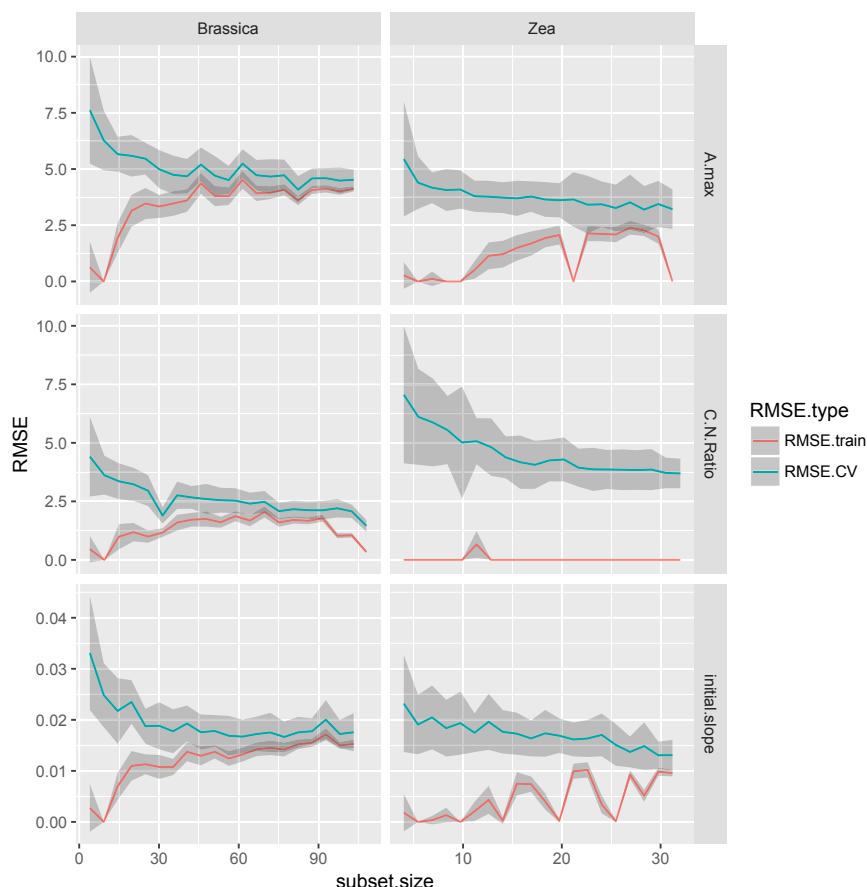 Brassica Zea
10.0
7.5
5.0
2.5
0.0
A.max
10.0
7.5
5.0
2.5
0.0
C.N.Ratio
RMSE
RMSE.type
RMSE.train
RMSE.CV
0.04
0.03
0.02
0.01
0.00
initial.slope
0 30 60 90 10 20 30
subset.size